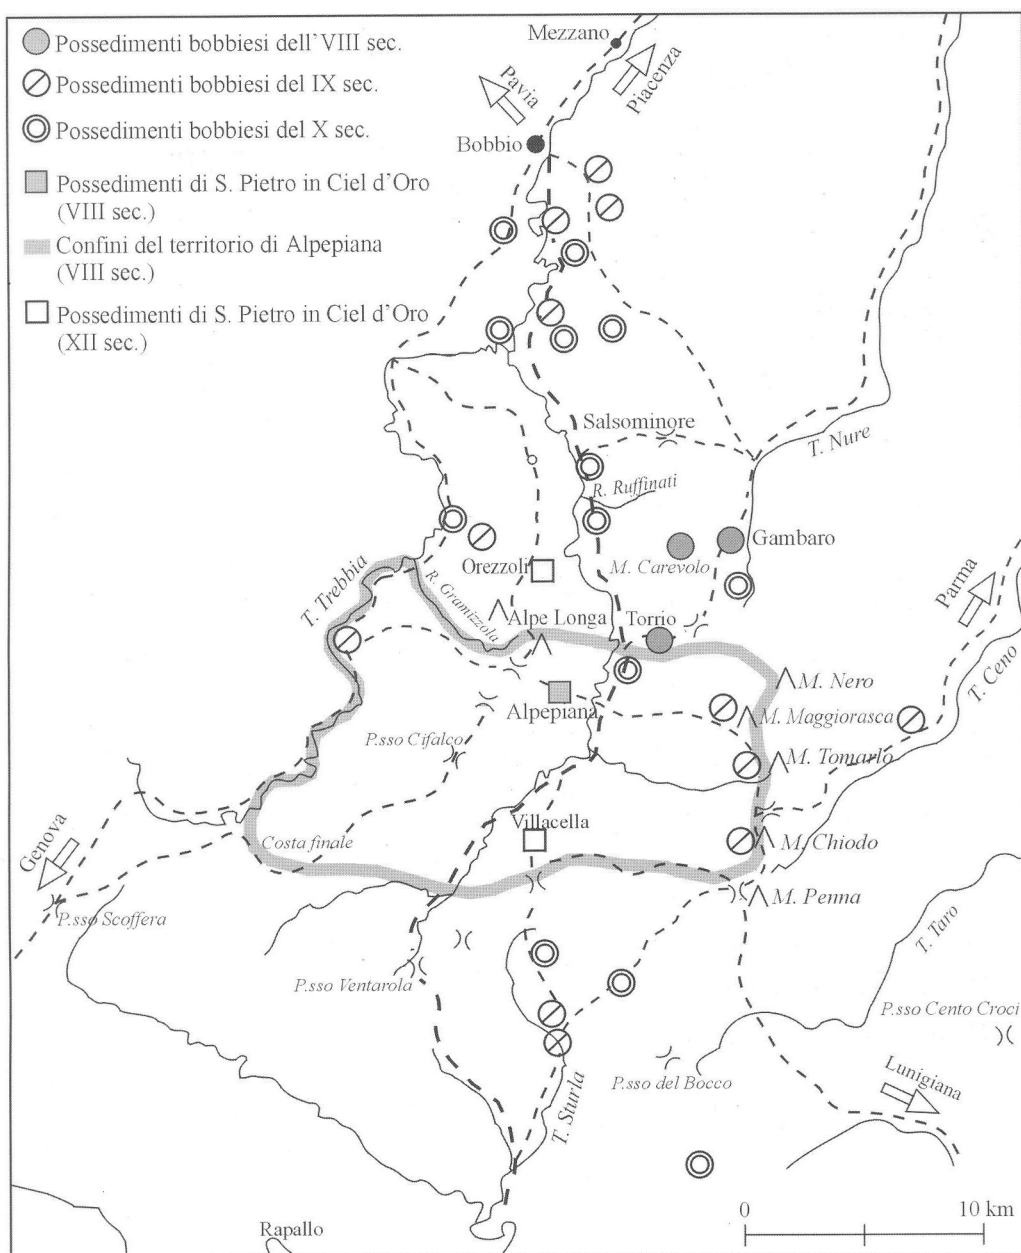 Possedimenti bobbiesi dell'VIII sec.
Possedimenti bobbiesi del IX sec.
Possedimenti bobbiesi del X sec.
Possedimenti di S. Pietro in Ciel d'Oro
(VIII sec.)
Confini del territorio di Alpepiana
(VIII sec.)
Possedimenti di S. Pietro in Ciel d'Oro
(XII sec.)
Mezzano
Pavia
Piacenza
Bobbio
Salsominore
T. Nure
R. Ruffinati
Gambaro
M. Carevolo
Orezzoli
T. Trebbia
R. Gramizzola
Alpe Longa
Torrio
Parma
T. Ceno
M. Nero
Alpepiana
M. Maggiorasca
P.sso Cifalco
M. Tomarlo
Genova
Villacella
Costa finale
M. Chiodo
P.sso Scoffera
M. Penna
T. Taro
P.sso Ventarola
P.sso Cento Croci
P.sso del Bocco
Lunigiana
T. Sturla
Rapallo
0
10 km